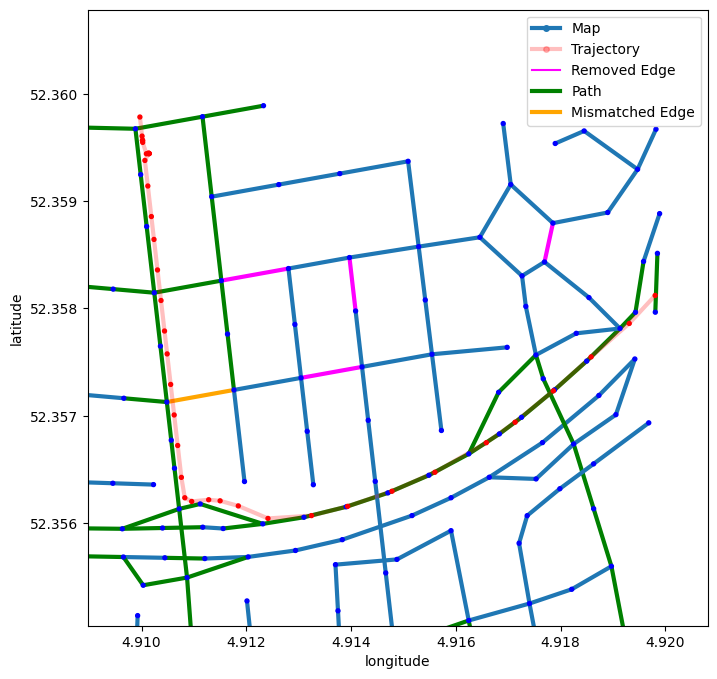 Map
Trajectory
Removed Edge
Path
Mismatched Edge
52.360
52.359
52.358
52.357
52.356
latitude
4.910 4.912 4.914 4.916 4.918 4.920
longitude